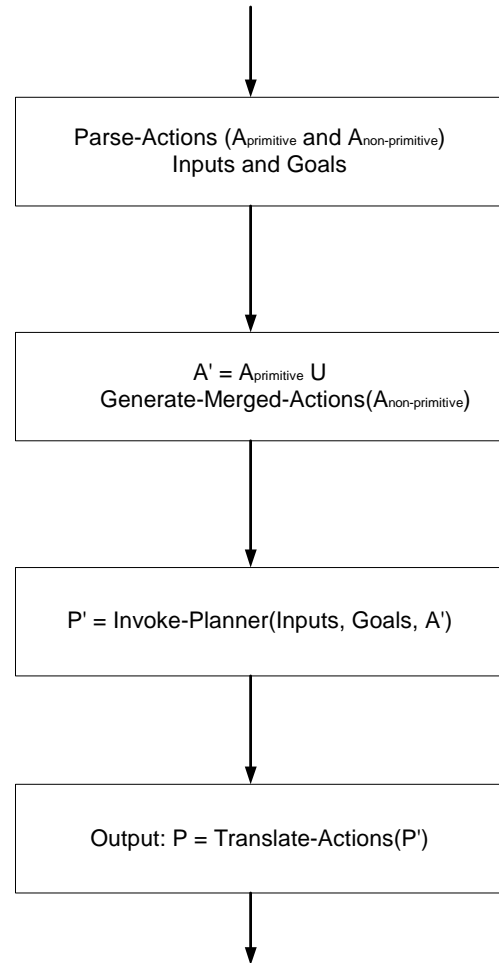 Parse-Actions (Aprimitive and Anon-primitive)
Inputs and Goals
A' = Aprimitive U
Generate-Merged-Actions(Anon-primitive)
P' = Invoke-Planner(Inputs, Goals, A')
Output: P = Translate-Actions(P')